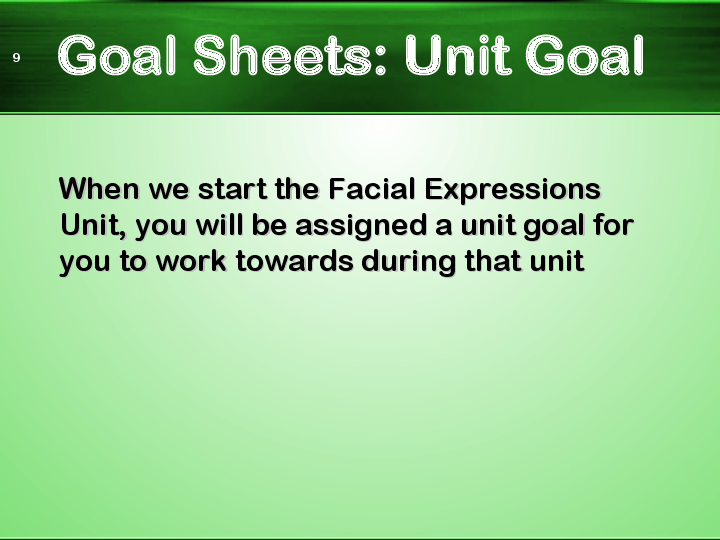 9
Goal Sheets: Unit Goal
When we start the Facial Expressions
Unit, you will be assigned a unit goal for
you to work towards during that unit